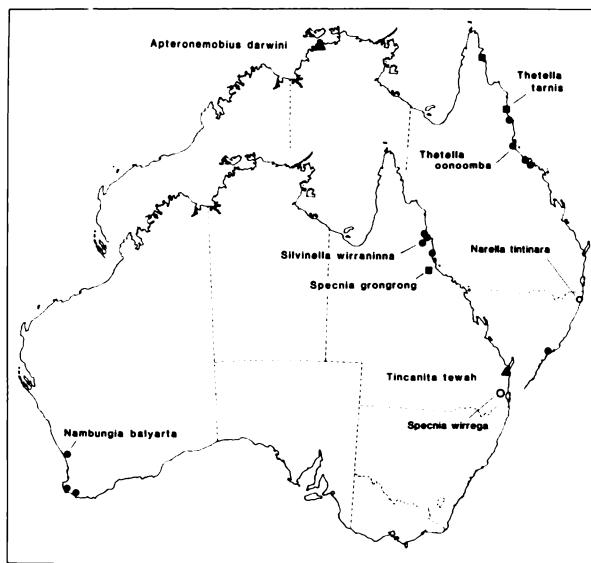 Apteronemobius darwini
Thetella
tarnis
Thetella
oonoomba
Narella tintinara
Silvinella wirraninna
Specnia grongrong
Tincanita tewah
Specnia wirrega
Nambungia balyarta